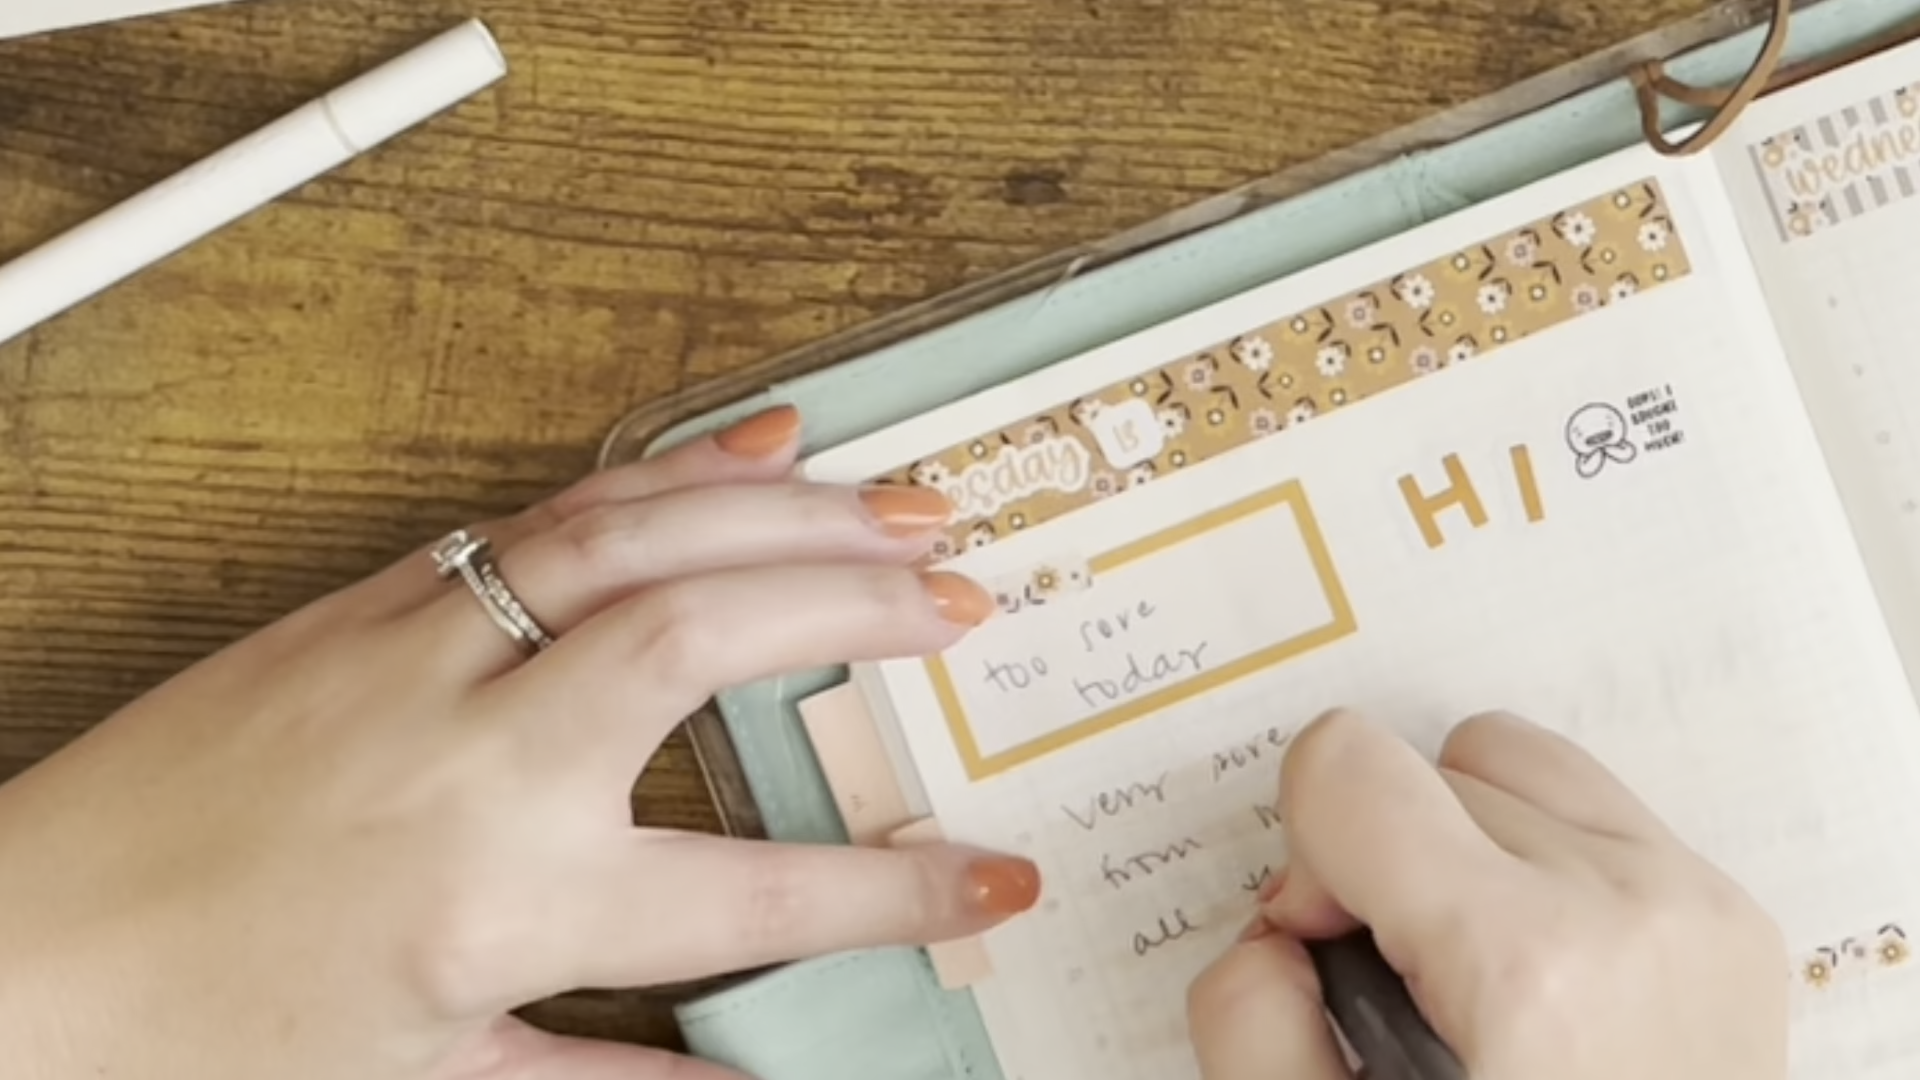 wedne
esday 15
HI
OOPS! I
BOUGHT
TOO
MUCH!
too sore
today
very sore
from
all